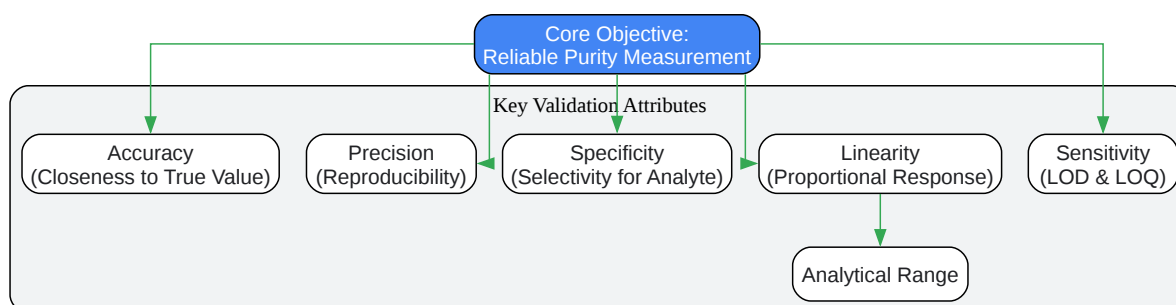 Core Objective:
Reliable Purity Measurement
Key Validation Attributes
Accuracy
(Closeness to True Value)
Precision
(Reproducibility)
Specificity
(Selectivity for Analyte)
Linearity
(Proportional Response)
Sensitivity
(LOD & LOQ)
Analytical Range